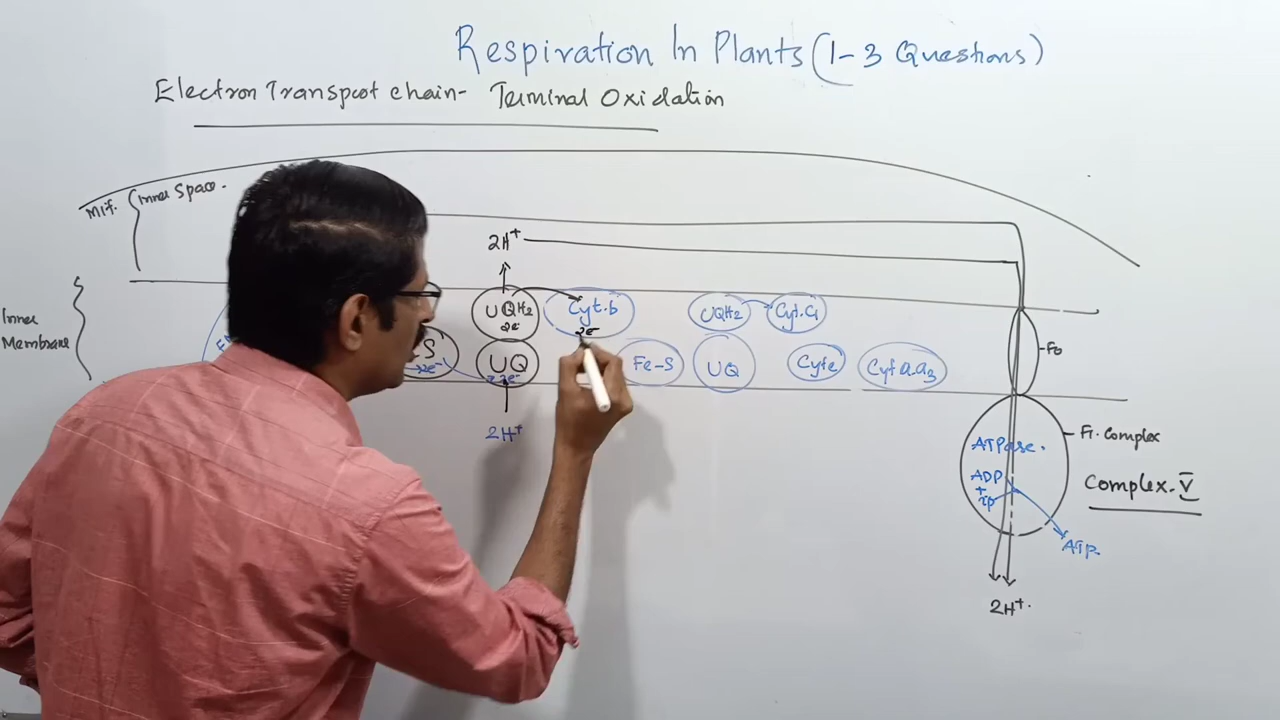 Respiration In Plants (1-3 Questions)
Electron Transport chain- Terminal Oxidation
Mit. Inner Space.
2H+
UQH2 2e-
Cyt.b 2e-
UQH2
Cyt.C1
Inner Membrane
S 2e-
UQ 2e-
Fe-S
UQ
Cytc
Cyt a.a3
Fo
2H+
F1. Complex
ATPase.
ADP + ip
Complex. V
ATP.
2H+.